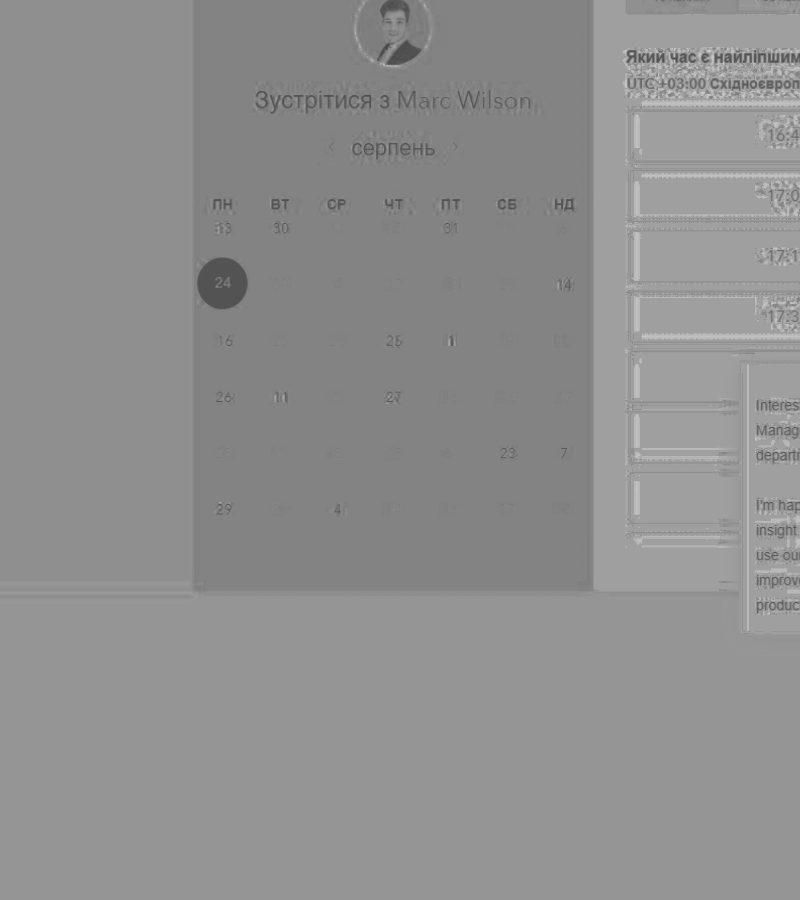 Зустрітися з Marc Wilson
серпень
ПН ВТ СР ЧТ ПТ СБ НД
30 31
24 14
16 25 1
26 11 27
23 7
29 4
Який час є найліпшим
UTC +03:00 Східноєвроп
16:4
17:0
17:1
17:3
Interes
Manag
departı
I'm hap
insight
use ou
improv
produc